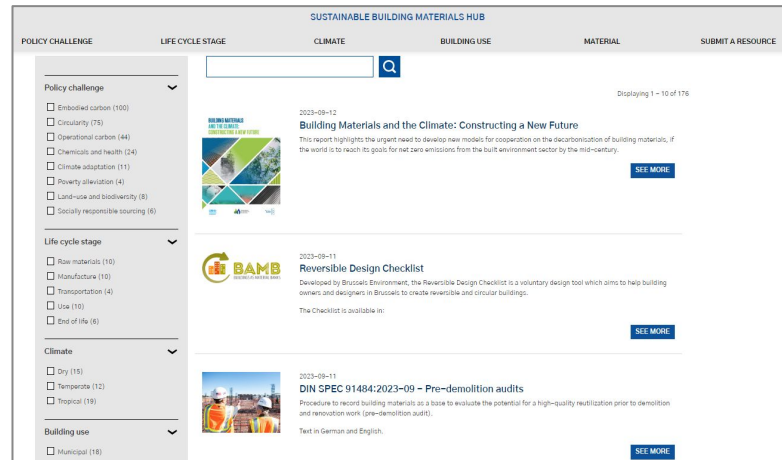 SUSTAINABLE BUILDING MATERIALS HUB
POLICY CHALLENGE
LIFE CYCLE STAGE
CLIMATE
BUILDING USE
MATERIAL
SUBMIT A RESOURCE
Policy challenge
Embodied carbon (100)
Circularity (75)
Operational carbon (44)
Chemicals and health (24)
Climate adaptation (11)
Poverty alleviation (4)
Land-use and biodiversity (8)
Socially responsible sourcing (6)
Life cycle stage
Raw materials (10)
Manufacture (10)
Transportation (4)
Use (10)
End of life (6)
Climate
Dry (15)
Temperate (12)
Tropical (19)
Building use
Municipal (18)
Displaying 1 - 10 of 176
BUILDING MATERIALS
AND THE CLIMATE:
CONSTRUCTING A NEW FUTURE
2023-09-12
Building Materials and the Climate: Constructing a New Future
This report highlights the urgent need to develop new models for cooperation on the decarbonisation of building materials, if
the world is to reach its goals for net zero emissions from the built environment sector by the mid-century.
SEE MORE
BAMB
BUILDINGS AS MATERIAL BANKS
2023-09-11
Reversible Design Checklist
Developed by Brussels Environment, the Reversible Design Checklist is a voluntary design tool which aims to help building
owners and designers in Brussels to create reversible and circular buildings.
The Checklist is available in:
SEE MORE
2023-09-11
DIN SPEC 91484:2023-09 - Pre-demolition audits
Procedure to record building materials as a base to evaluate the potential for a high-quality reutilization prior to demolition
and renovation work (pre-demolition audit).
Text in German and English.
SEE MORE